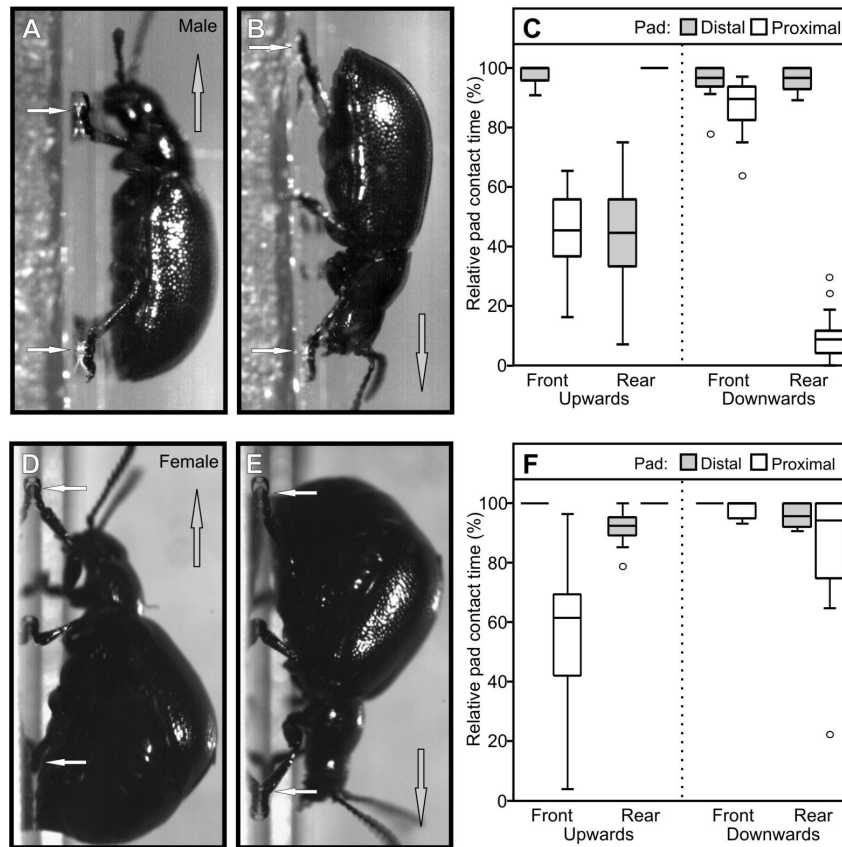 A
Male
B
C
Pad: Distal Proximal
Relative pad contact time (%)
100
80
60
40
20
0
Front Rear Front Rear
Upwards Downwards
D
Female
E
F
Pad: Distal Proximal
Relative pad contact time (%)
100
80
60
40
20
0
Front Rear Front Rear
Upwards Downwards